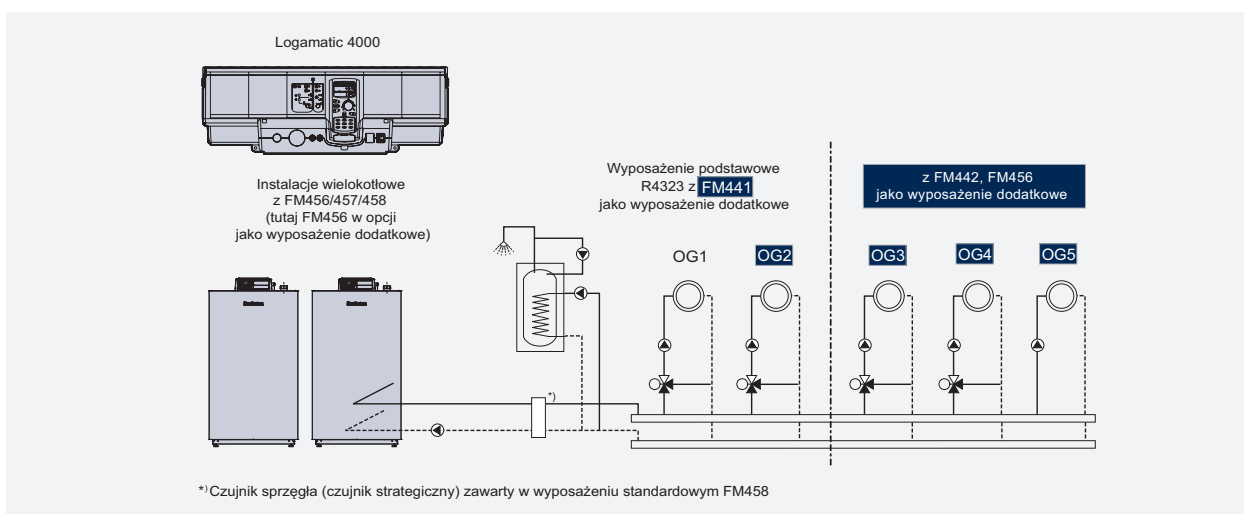 Logamatic 4000
Instalacje wielokotłowe
z FM456/457/458
(tutaj FM456 w opcji
jako wyposażenie dodatkowe)
Wyposażenie podstawowe
R4323 z FM441
jako wyposażenie dodatkowe
z FM442, FM456
jako wyposażenie dodatkowe
OG1
OG2
OG3
OG4
OG5
*)
*) Czujnik sprzęgła (czujnik strategiczny) zawarty w wyposażeniu standardowym FM458